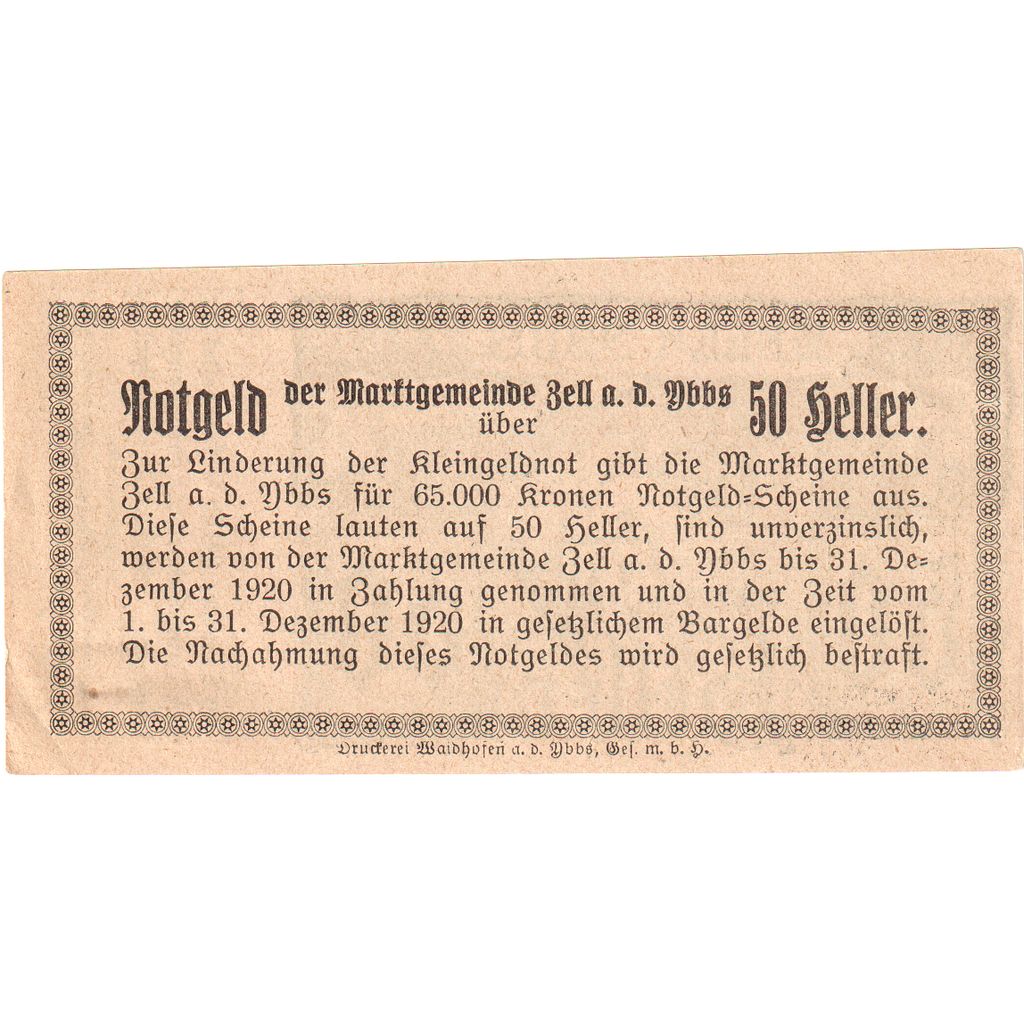 Notgeld der Marktgemeinde Zell a. d. Ybbs über 50 Heller.
Zur Linderung der Kleingeldnot gibt die Marktgemeinde
Zell a. d. Ybbs für 65.000 Kronen Notgeld-Scheine aus.
Diese Scheine lauten auf 50 Heller, sind unverzinslich,
werden von der Marktgemeinde Zell a. d. Ybbs bis 31. De-
zember 1920 in Zahlung genommen und in der Zeit vom
1. bis 31. Dezember 1920 in gesetzlichem Bargelde eingelöst.
Die Nachahmung dieses Notgeldes wird gesetzlich bestraft.
Druckerei Waidhofen a. d. Ybbs, Ges. m. b. H.